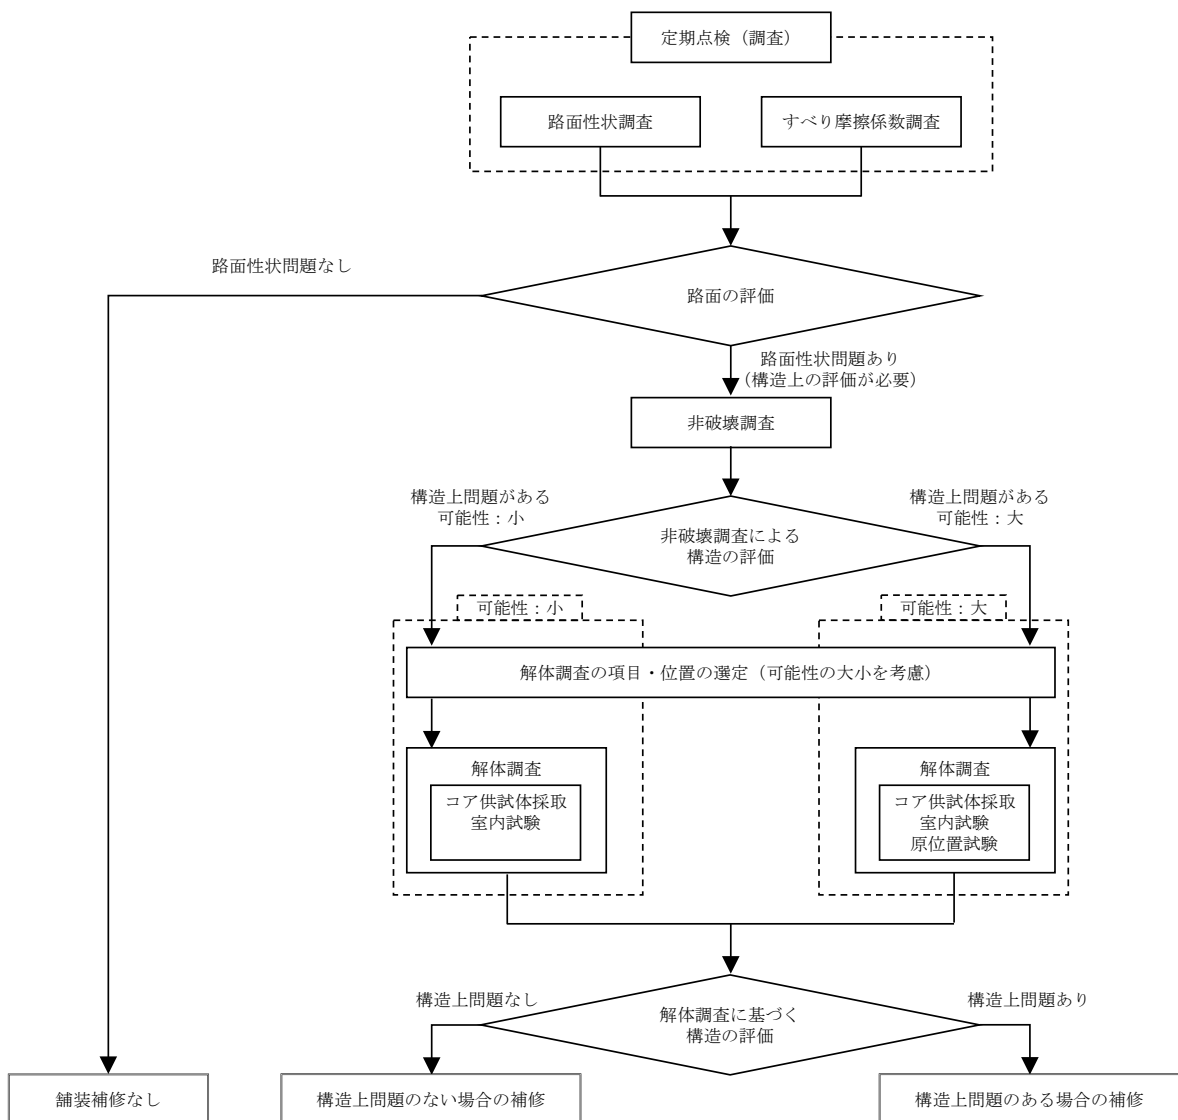 定期点検（調査）
路面性状調査
すべり摩擦係数調査
路面性状問題なし
路面の評価
路面性状問題あり
（構造上の評価が必要）
非破壊調査
構造上問題がある
可能性：小
構造上問題がある
可能性：大
非破壊調査による
構造の評価
可能性：小
可能性：大
解体調査の項目・位置の選定（可能性の大小を考慮）
解体調査
コア供試体採取
室内試験
解体調査
コア供試体採取
室内試験
原位置試験
構造上問題なし
構造上問題あり
解体調査に基づく
構造の評価
舗装補修なし
構造上問題のない場合の補修
構造上問題のある場合の補修